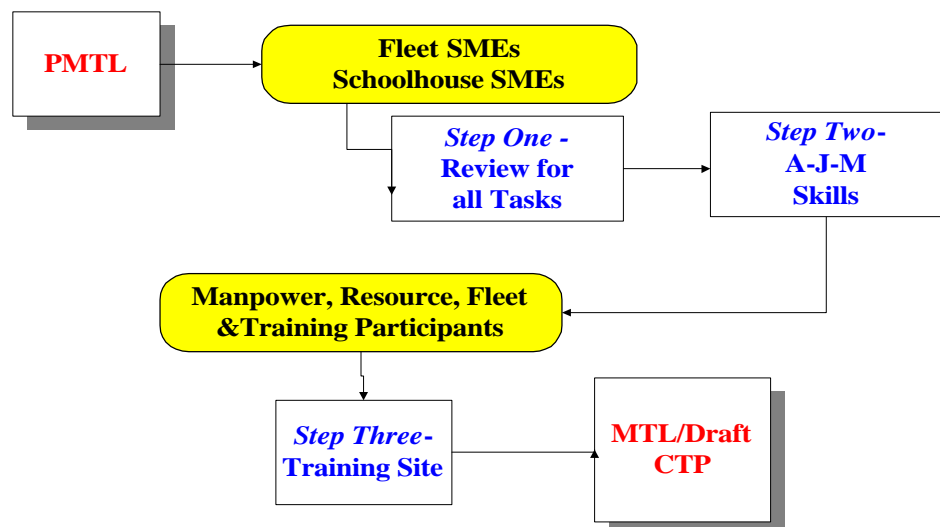 PMTL
Fleet SMEs
Schoolhouse SMEs
Step One -
Review for
all Tasks
Step Two-
A-J-M
Skills
Manpower, Resource, Fleet
&Training Participants
Step Three-
Training Site
MTL/Draft
CTP